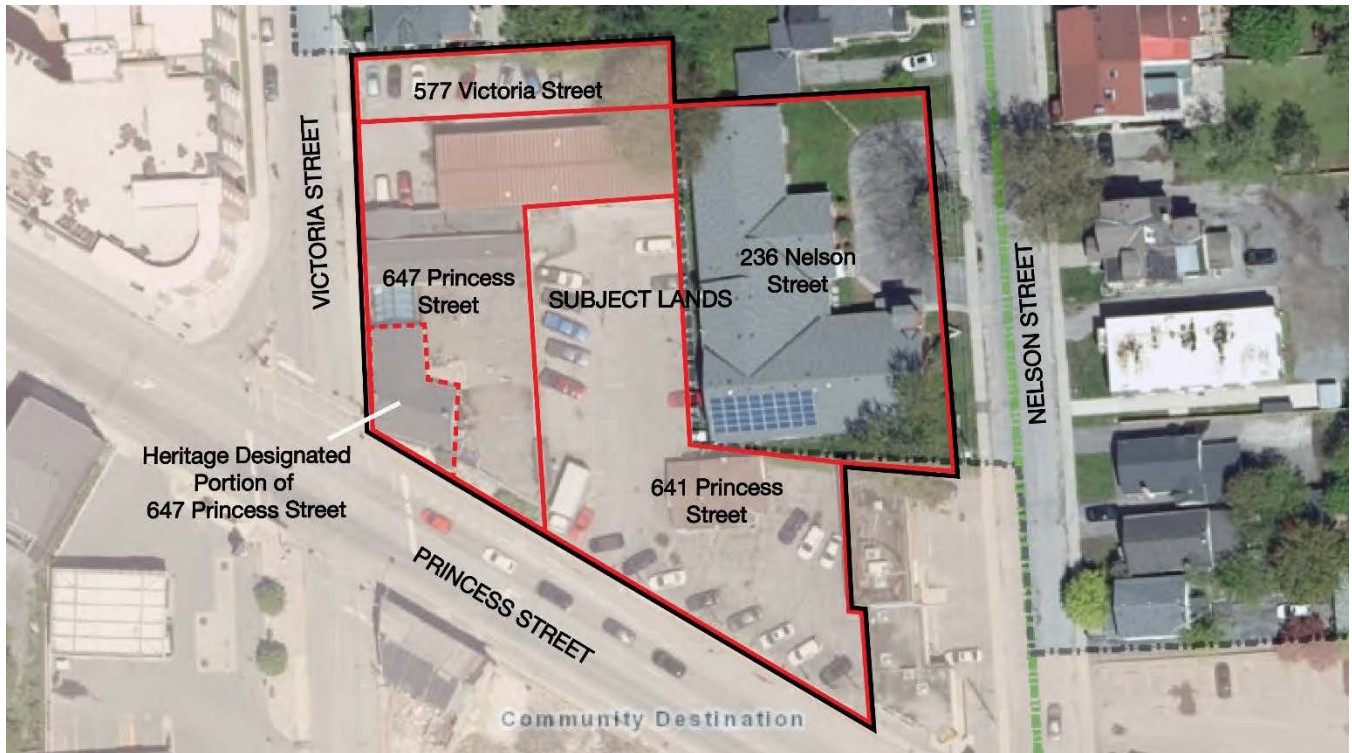 577 Victoria Street
VICTORIA STREET
647 Princess
Street
SUBJECT LANDS
236 Nelson
Street
NELSON STREET
Heritage Designated
Portion of
647 Princess Street
641 Princess
Street
PRINCESS STREET
Community Destination